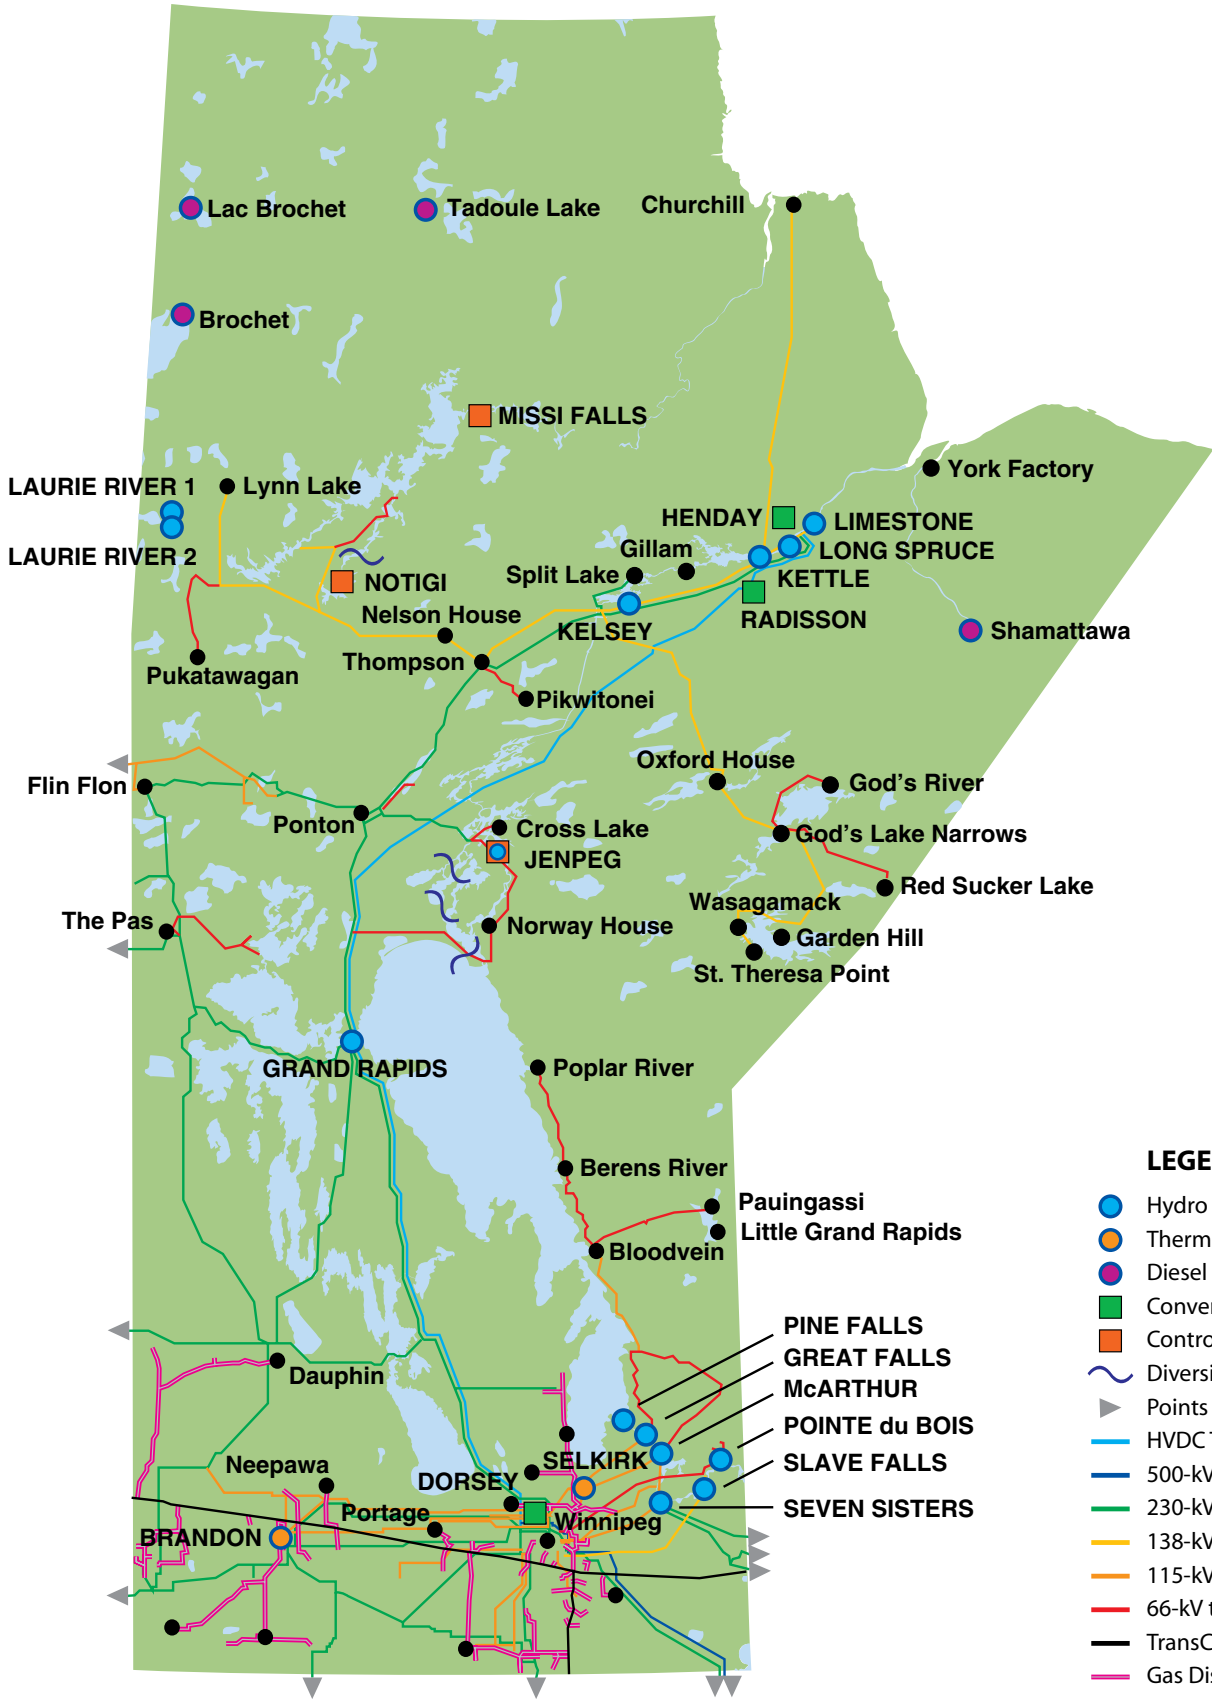 Lac Brochet
Tadoule Lake
Churchill
Brochet
MISSI FALLS
York Factory
LAURIE RIVER 1
Lynn Lake
LAURIE RIVER 2
HENDAY
LIMESTONE
Gillam
LONG SPRUCE
Split Lake
KETTLE
NOTIGI
Nelson House
KELSEY
RADISSON
Shamattawa
Thompson
Pukatawagan
Pikwitonei
Oxford House
Flin Flon
God's River
Ponton
Cross Lake
God's Lake Narrows
JENPEG
Red Sucker Lake
Wasagamack
The Pas
Norway House
Garden Hill
St. Theresa Point
GRAND RAPIDS
Poplar River
Berens River
Pauingassi
Little Grand Rapids
Bloodvein
PINE FALLS
GREAT FALLS
McARTHUR
POINTE du BOIS
SLAVE FALLS
SEVEN SISTERS
Dauphin
Neepawa
SELKIRK
DORSEY
Portage
Winnipeg
BRANDON
LEGE
Hydro
Therm
Diesel
Conver
Contro
Diversi
Points
HVDC T
500-kV
230-kV
138-kV
115-kV
66-kV t
TransC
Gas Dis